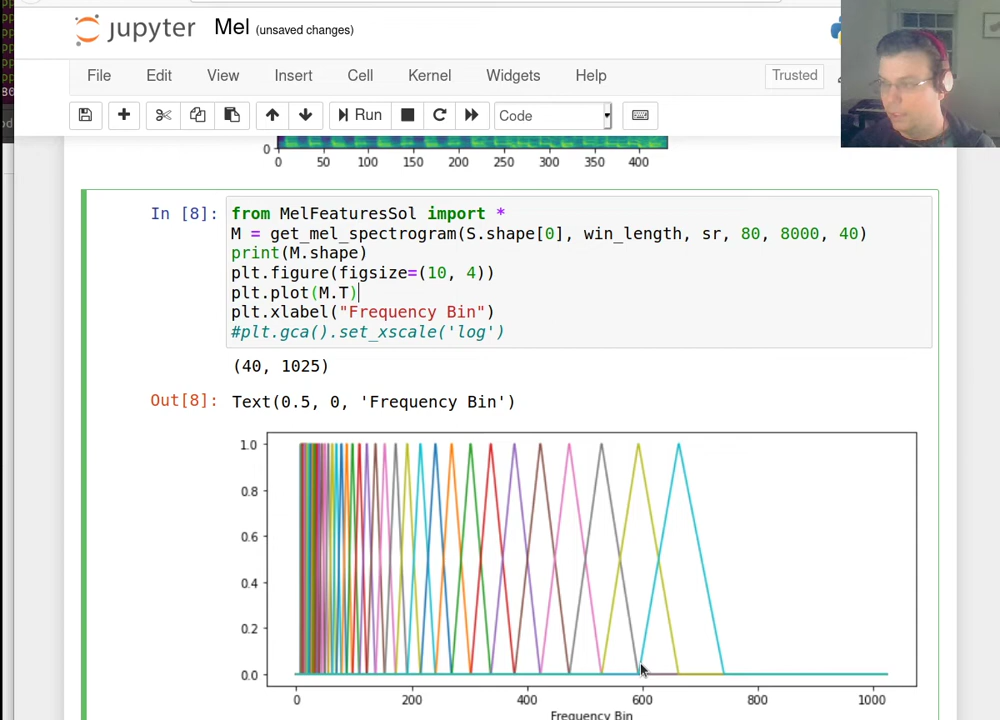 jupyter Mel (unsaved changes)
File Edit View Insert Cell Kernel Widgets Help
Trusted
Run Code
0
0 50 100 150 200 250 300 350 400
In [8]: from MelFeaturesSol import *
M = get_mel_spectrogram(S.shape[0], win_length, sr, 80, 8000, 40)
print(M.shape)
plt.figure(figsize=(10, 4))
plt.plot(M.T)
plt.xlabel("Frequency Bin")
#plt.gca().set_xscale('log')
(40, 1025)
Out[8]: Text(0.5, 0, 'Frequency Bin')
1.0
0.8
0.6
0.4
0.2
0.0
0 200 400 600 800 1000
Frequency Bin